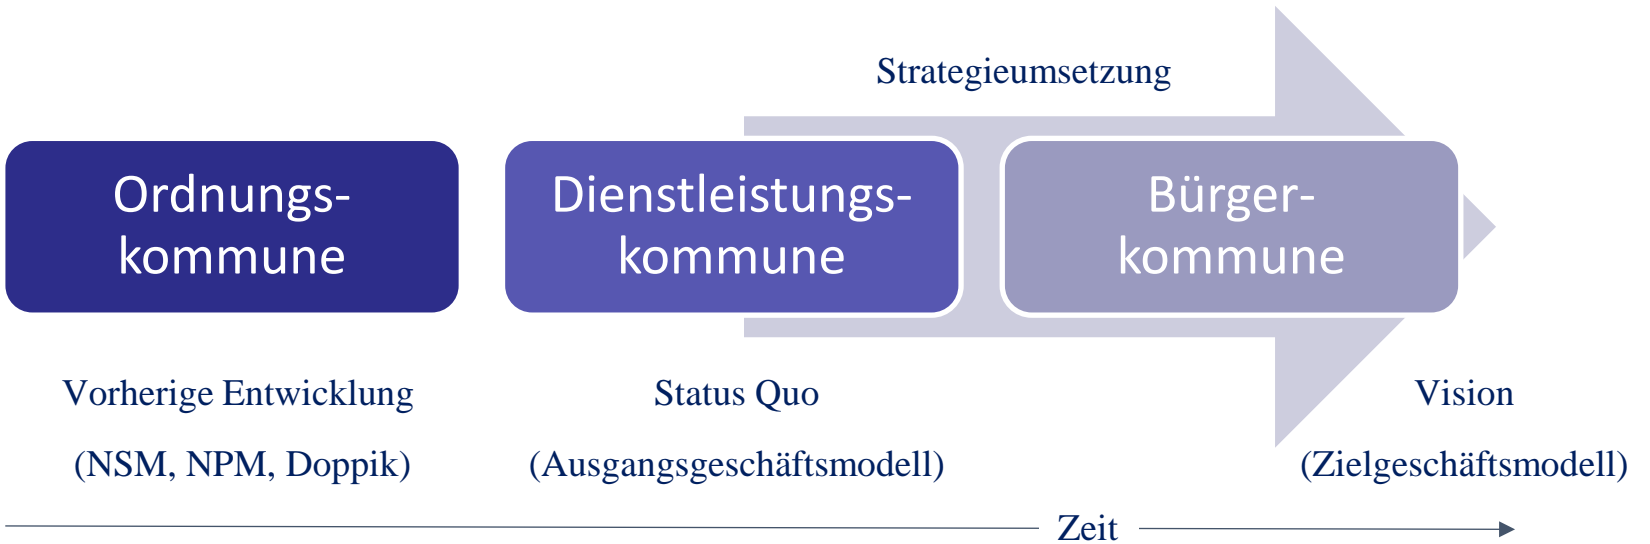 Strategieumsetzung
Ordnungs-
kommune
Dienstleistungs-
kommune
Bürger-
kommune
Vorherige Entwicklung
(NSM, NPM, Doppik)
Status Quo
(Ausgangsgeschäftsmodell)
Vision
(Zielgeschäftsmodell)
Zeit